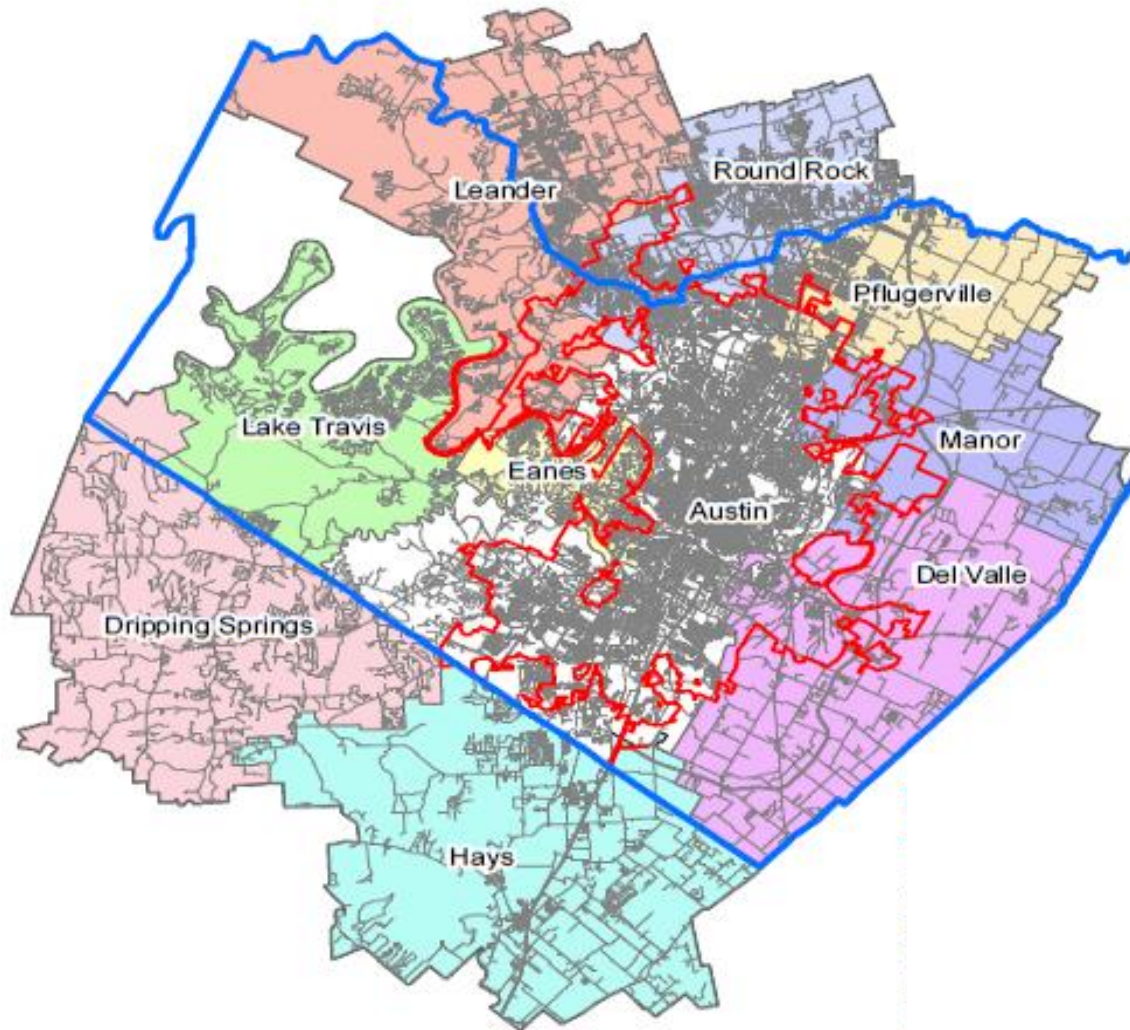 Round Rock
Leander
Pflugerville
Lake Travis
Manor
Eanes
Austin
Del Valle
Dripping Springs
Hays